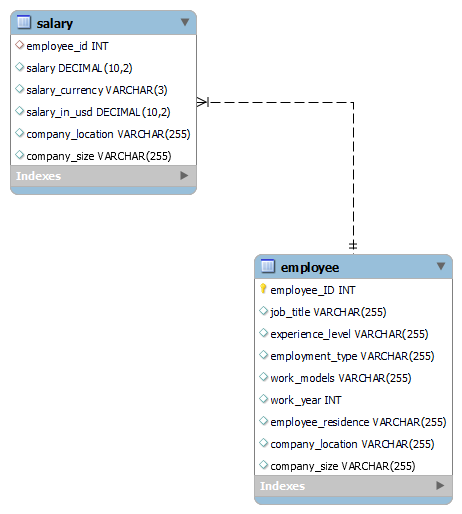 salary
employee_id INT
salary DECIMAL(10,2)
salary_currency VARCHAR(3)
salary_in_usd DECIMAL(10,2)
company_location VARCHAR(255)
company_size VARCHAR(255)
Indexes
employee
employee_ID INT
job_title VARCHAR(255)
experience_level VARCHAR(255)
employment_type VARCHAR(255)
work_models VARCHAR(255)
work_year INT
employee_residence VARCHAR(255)
company_location VARCHAR(255)
company_size VARCHAR(255)
Indexes